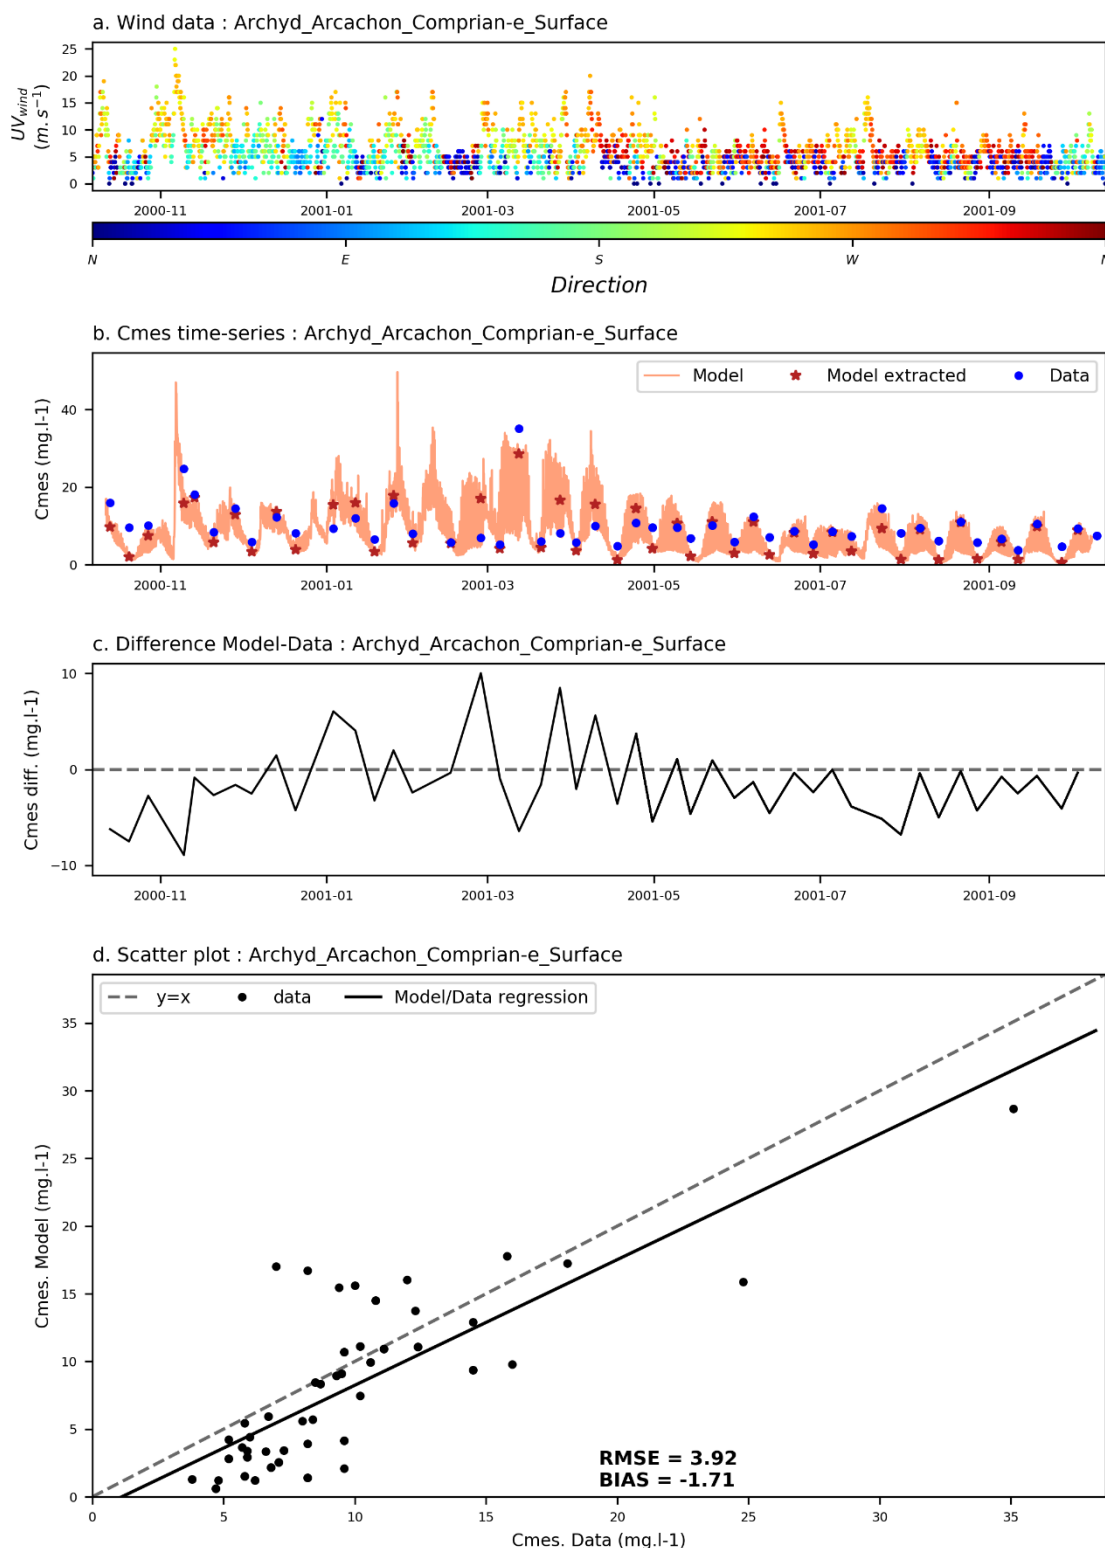 a. Wind data : Archyd_Arcachon_Comprian-e_Surface
UV_wind
(m.s⁻¹)
25
20
15
10
5
0
2000-11 2001-01 2001-03 2001-05 2001-07 2001-09
N E S W N
Direction
b. Cmes time-series : Archyd_Arcachon_Comprian-e_Surface
Model Model extracted Data
Cmes (mg.l-1)
40
20
0
2000-11 2001-01 2001-03 2001-05 2001-07 2001-09
c. Difference Model-Data : Archyd_Arcachon_Comprian-e_Surface
Cmes diff. (mg.l-1)
10
0
−10
2000-11 2001-01 2001-03 2001-05 2001-07 2001-09
d. Scatter plot : Archyd_Arcachon_Comprian-e_Surface
y=x data Model/Data regression
Cmes. Model (mg.l-1)
35
30
25
20
15
10
5
0
RMSE = 3.92
BIAS = -1.71
0 5 10 15 20 25 30 35
Cmes. Data (mg.l-1)